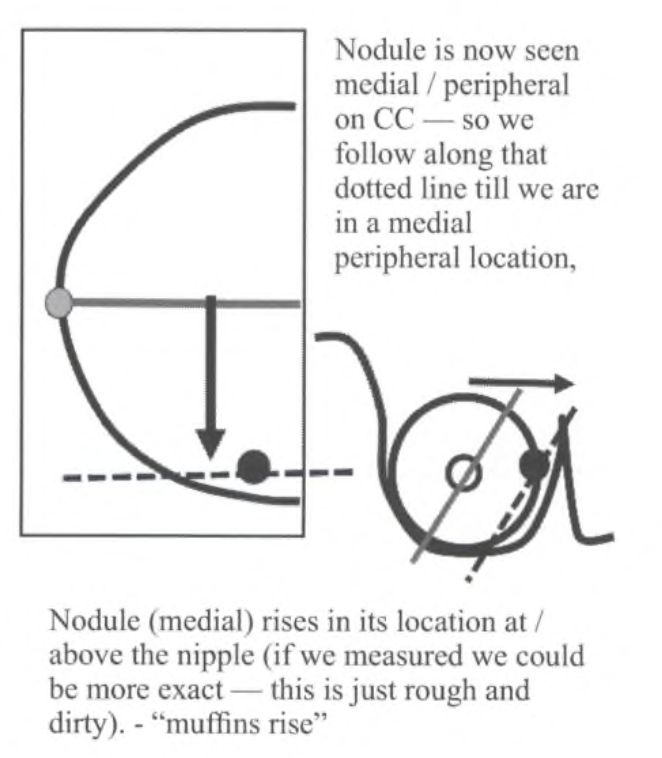 Nodule is now seen
medial / peripheral
on CC — so we
follow along that
dotted line till we are
in a medial
peripheral location,
Nodule (medial) rises in its location at /
above the nipple (if we measured we could
be more exact — this is just rough and
dirty). - “muffins rise”